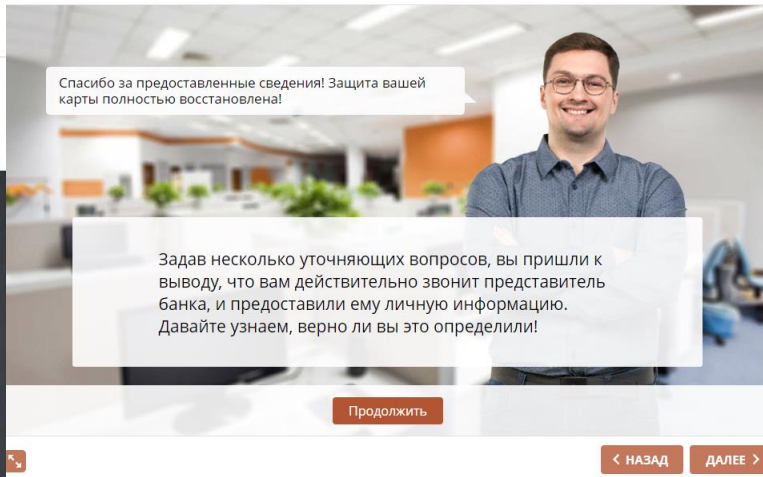 Спасибо за предоставленные сведения! Защита вашей
карты полностью восстановлена!
Задав несколько уточняющих вопросов, вы пришли к
выводу, что вам действительно звонит представитель
банка, и предоставили ему личную информацию.
Давайте узнаем, верно ли вы это определили!
Продолжить
< НАЗАД
ДАЛЕЕ >